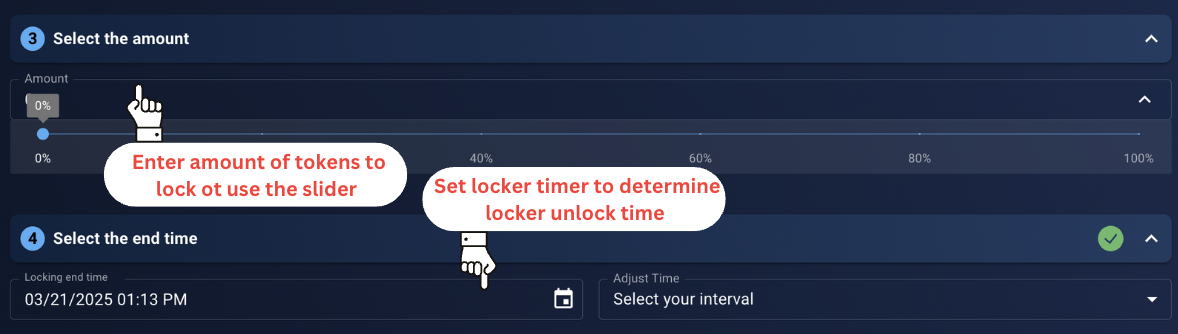 3 Select the amount
Amount
0%
0% 40% 60% 80% 100%
Enter amount of tokens to
lock ot use the slider
Set locker timer to determine
locker unlock time
4 Select the end time
Locking end time
03/21/2025 01:13 PM
Adjust Time
Select your interval